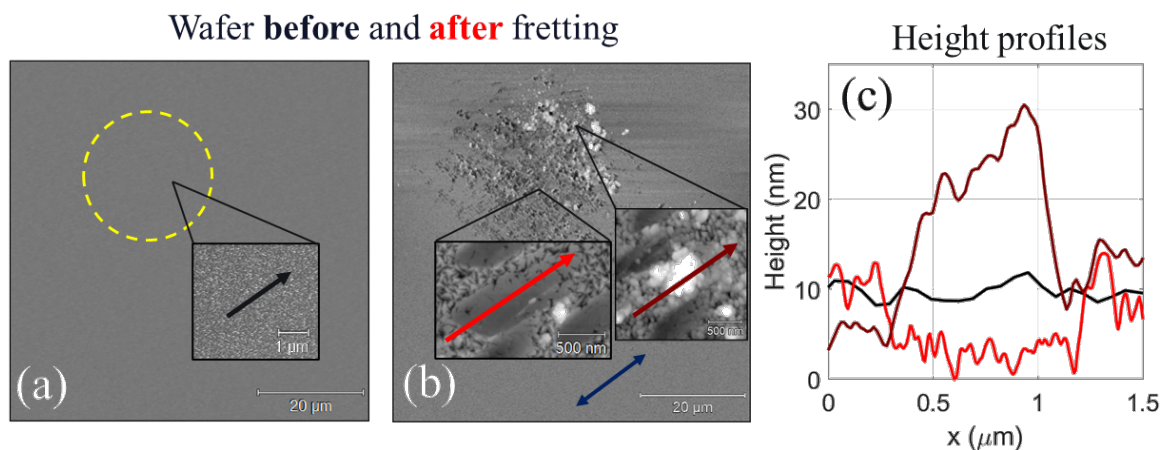 Wafer before and after fretting
Height profiles
(a)
1 μm
20 μm
(b)
500 nm
500 nm
20 μm
(c)
Height (nm)
30
20
10
0
0
0.5
1
1.5
x (μm)